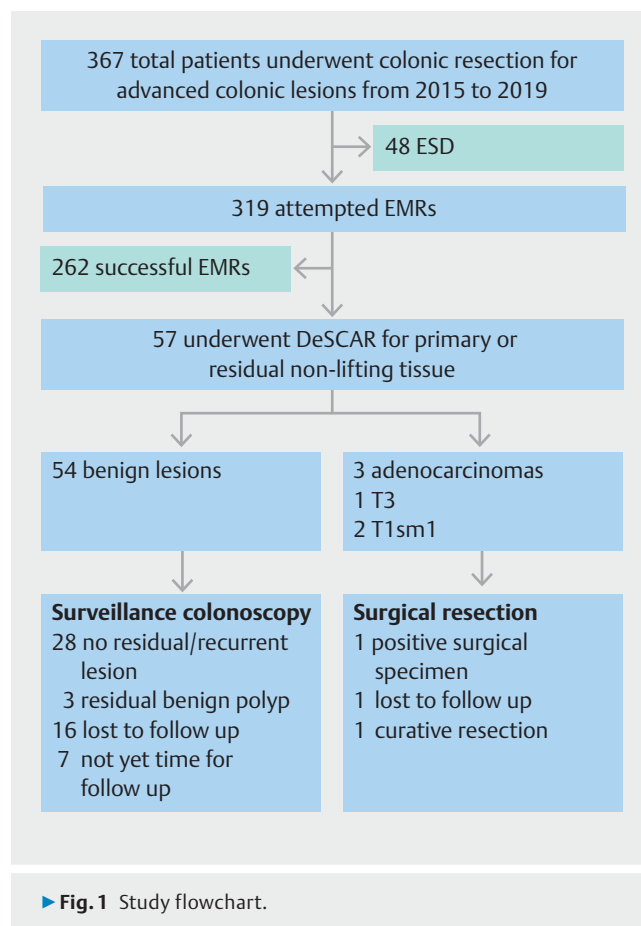 367 total patients underwent colonic resection for
advanced colonic lesions from 2015 to 2019
48 ESD
319 attempted EMRs
262 successful EMRs
57 underwent DeSCAR for primary or
residual non-lifting tissue
54 benign lesions
3 adenocarcinomas
1 T3
2 T1sm1
Surveillance colonoscopy
28 no residual/recurrent
lesion
3 residual benign polyp
16 lost to follow up
7 not yet time for
follow up
Surgical resection
1 positive surgical
specimen
1 lost to follow up
1 curative resection
▶ Fig. 1 Study flowchart.